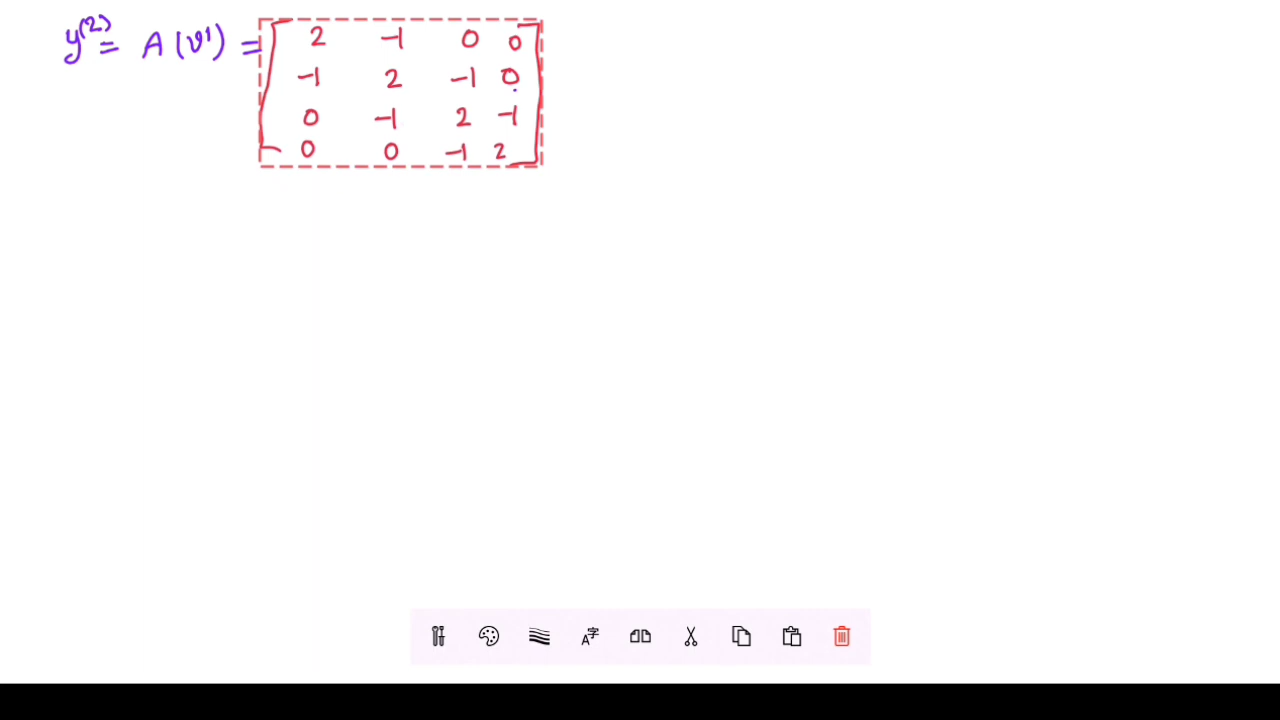 y^(2) = A(v¹) = [ 2 -1 0 0
-1 2 -1 0
0 -1 2 -1
0 0 -1 2 ]